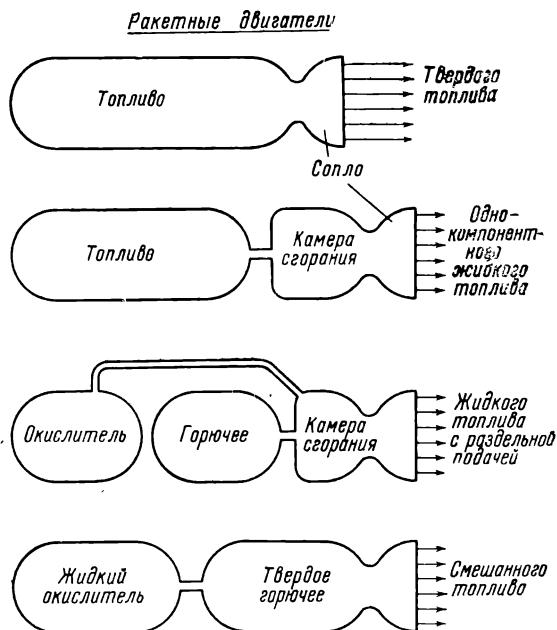 Ракетные двигатели
Топливо
Твердого
топлива
Сопло
Топливо
Камера
сгорания
Одно-
компонент-
ного
жидкого
топлива
Окислитель
Горючее
Камера
сгорания
Жидкого
топлива
с раздельной
подачей
Жидкий
окислитель
Твердое
горючее
Смешанного
топливо